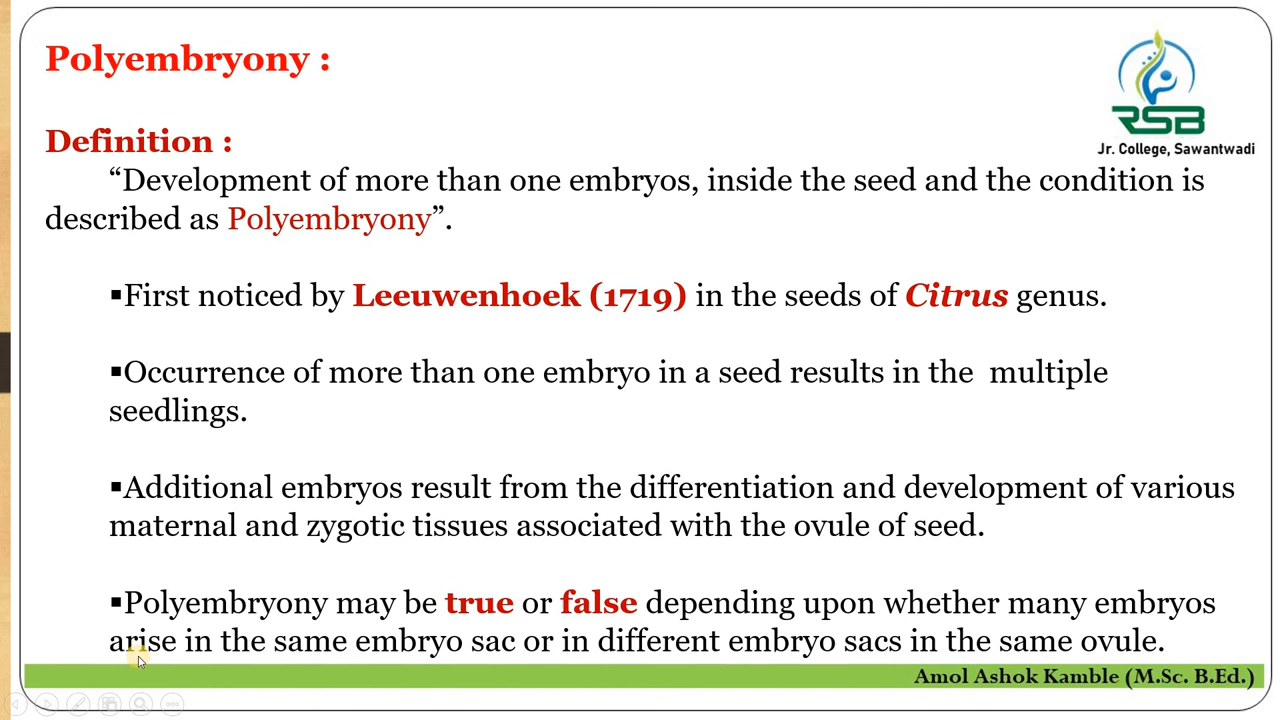 Polyembryony :
RSB
Jr. College, Sawantwadi
Definition :
“Development of more than one embryos, inside the seed and the condition is
described as Polyembryony”.
▪First noticed by Leeuwenhoek (1719) in the seeds of Citrus genus.
▪Occurrence of more than one embryo in a seed results in the  multiple
seedlings.
▪Additional embryos result from the differentiation and development of various
maternal and zygotic tissues associated with the ovule of seed.
▪Polyembryony may be true or false depending upon whether many embryos
arise in the same embryo sac or in different embryo sacs in the same ovule.
Amol Ashok Kamble (M.Sc. B.Ed.)